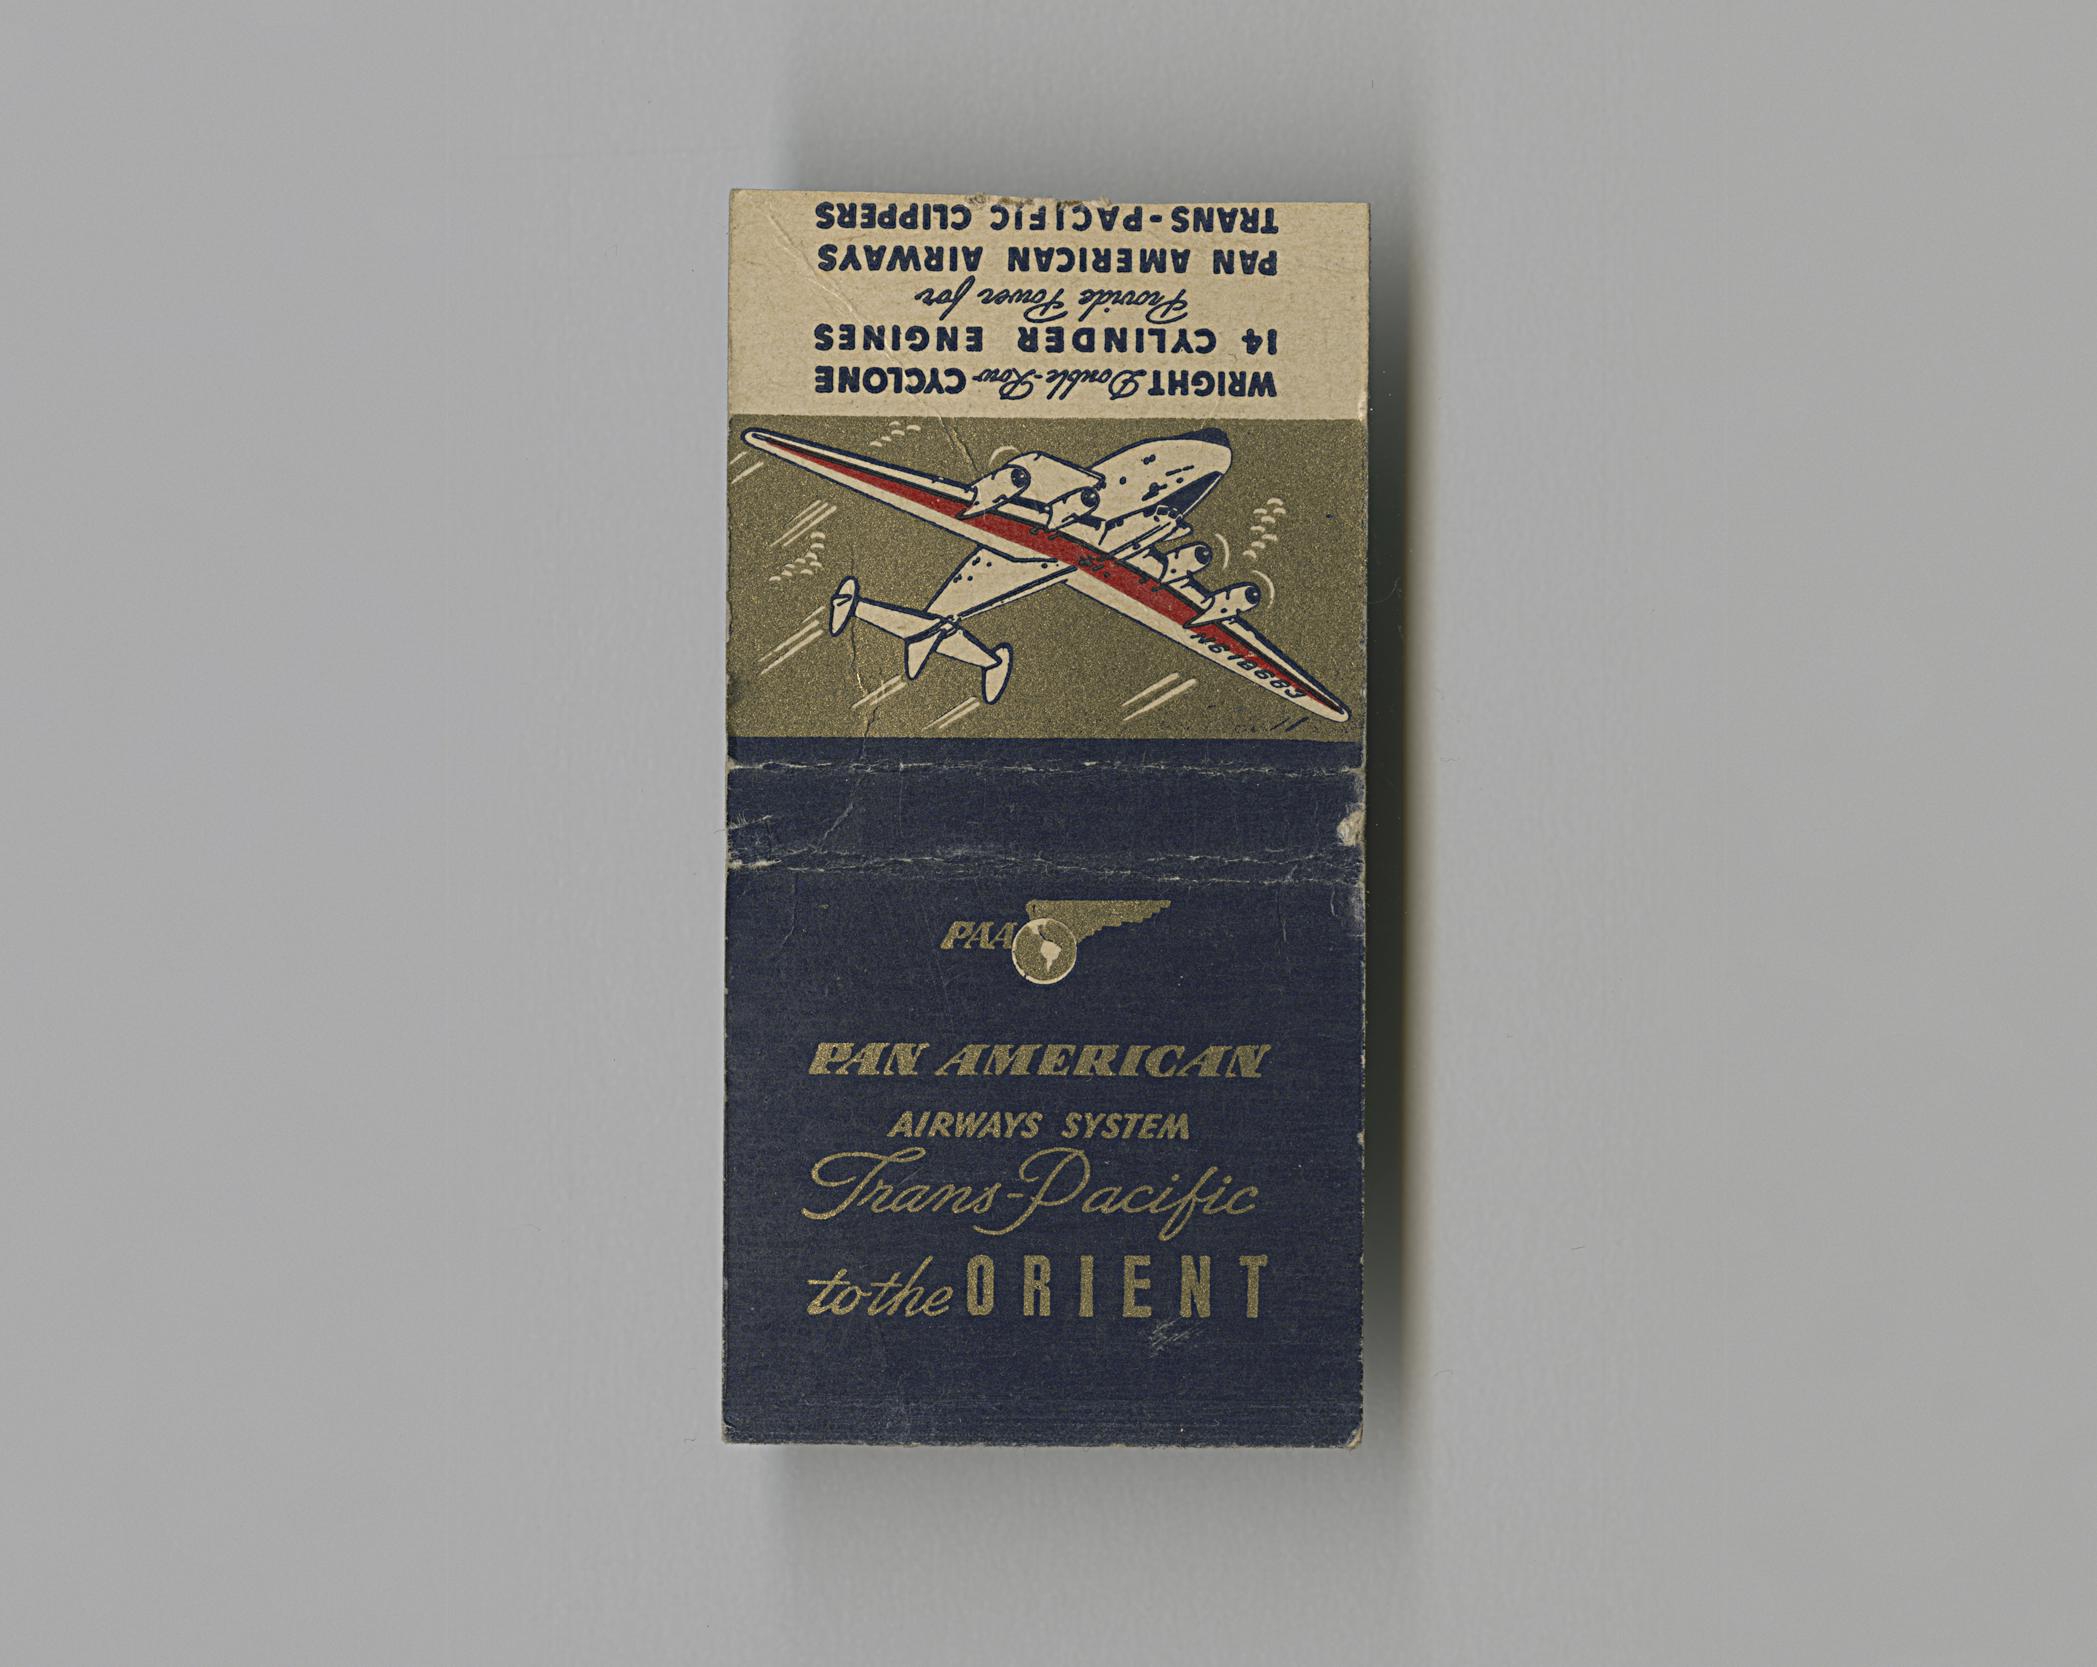 WRIGHT Double-Row CYCLONE
14 CYLINDER ENGINES
Provide Power for
PAN AMERICAN AIRWAYS
TRANS-PACIFIC CLIPPERS
PAA
PAN AMERICAN
AIRWAYS SYSTEM
Trans-Pacific
to the ORIENT